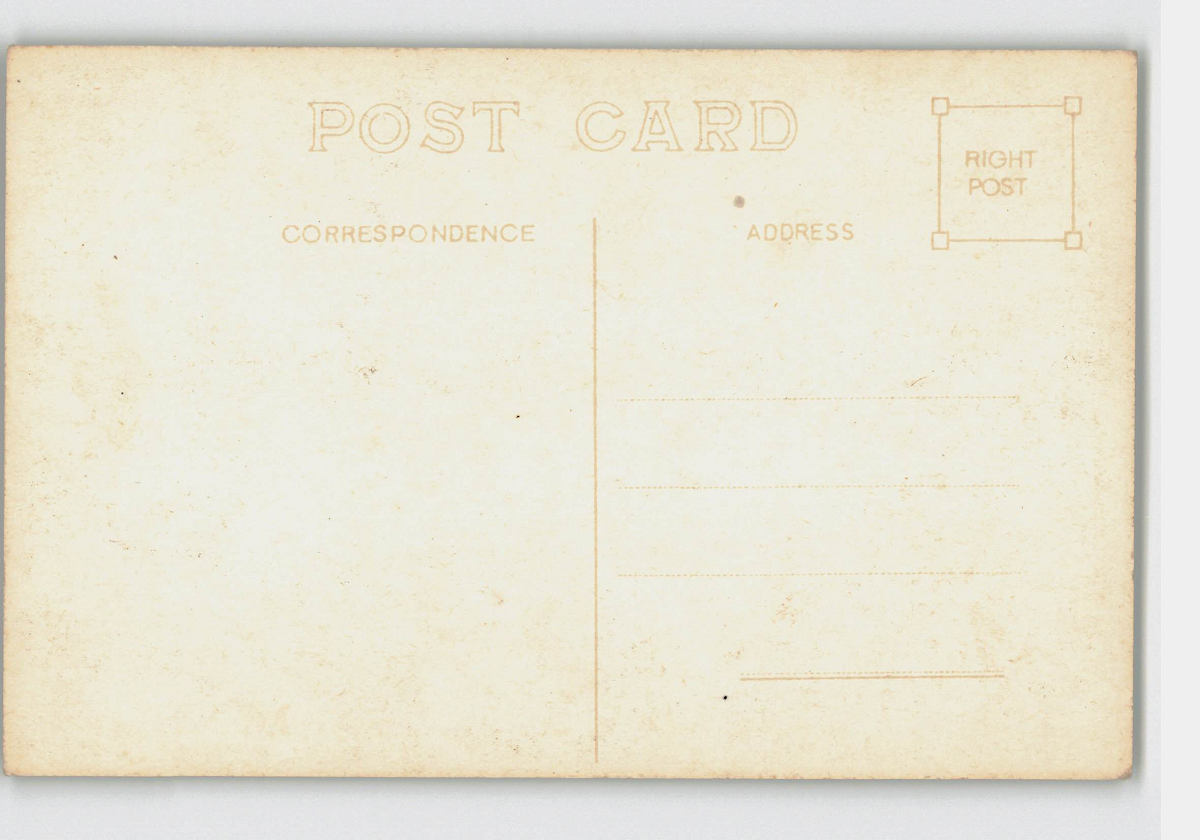 POST CARD
RIGHT
POST
CORRESPONDENCE
ADDRESS